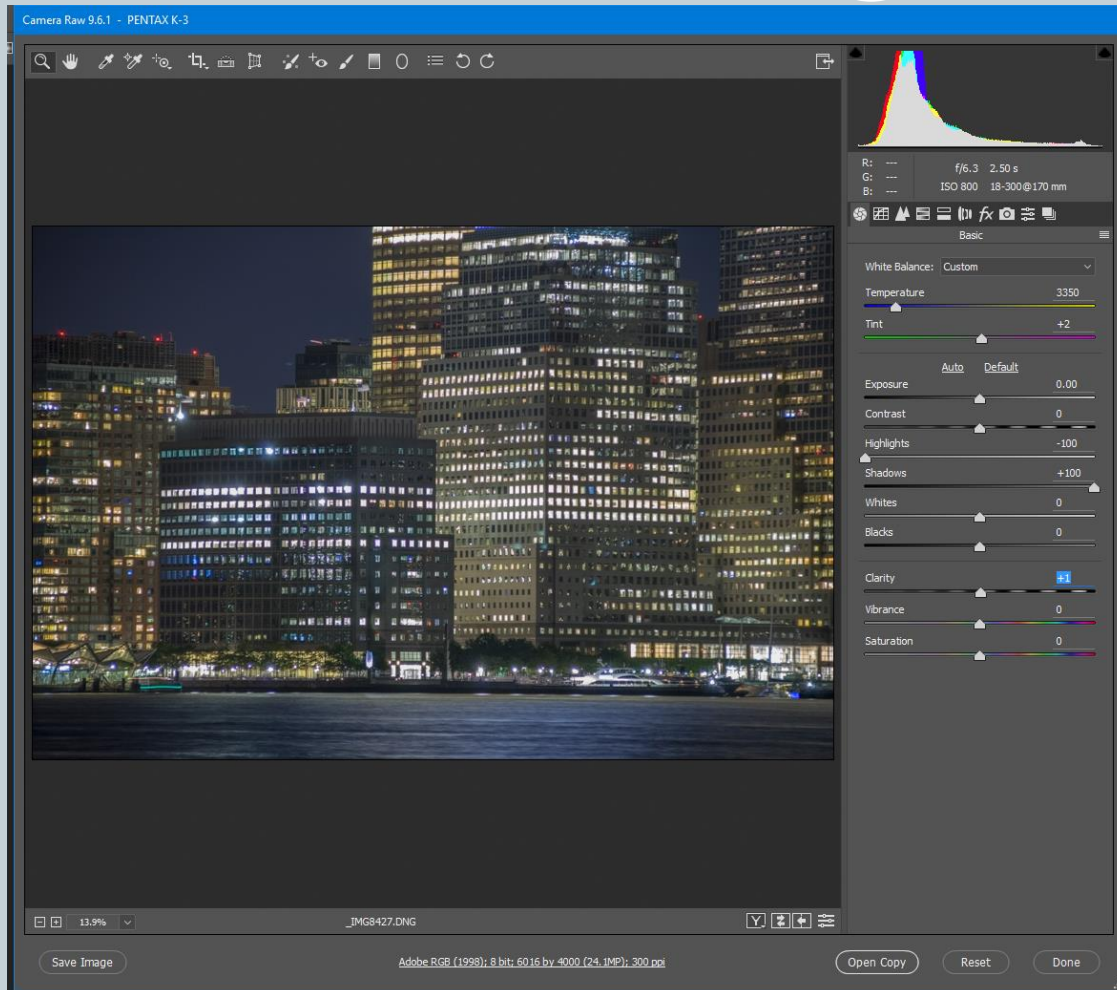 Camera Raw 9.6.1 - PENTAX K-3
R: ---
G: ---
B: ---
f/6.3 2.50 s
ISO 800 18-300@170 mm
fx
Basic
White Balance: Custom
Temperature 3350
Tint +2
Auto Default
Exposure 0.00
Contrast 0
Highlights -100
Shadows +100
Whites 0
Blacks 0
Clarity +1
Vibrance 0
Saturation 0
13.9%
_IMG8427.DNG
Y
Save Image
Adobe RGB (1998); 8 bit; 6016 by 4000 (24.1MP); 300 ppi
Open Copy
Reset
Done